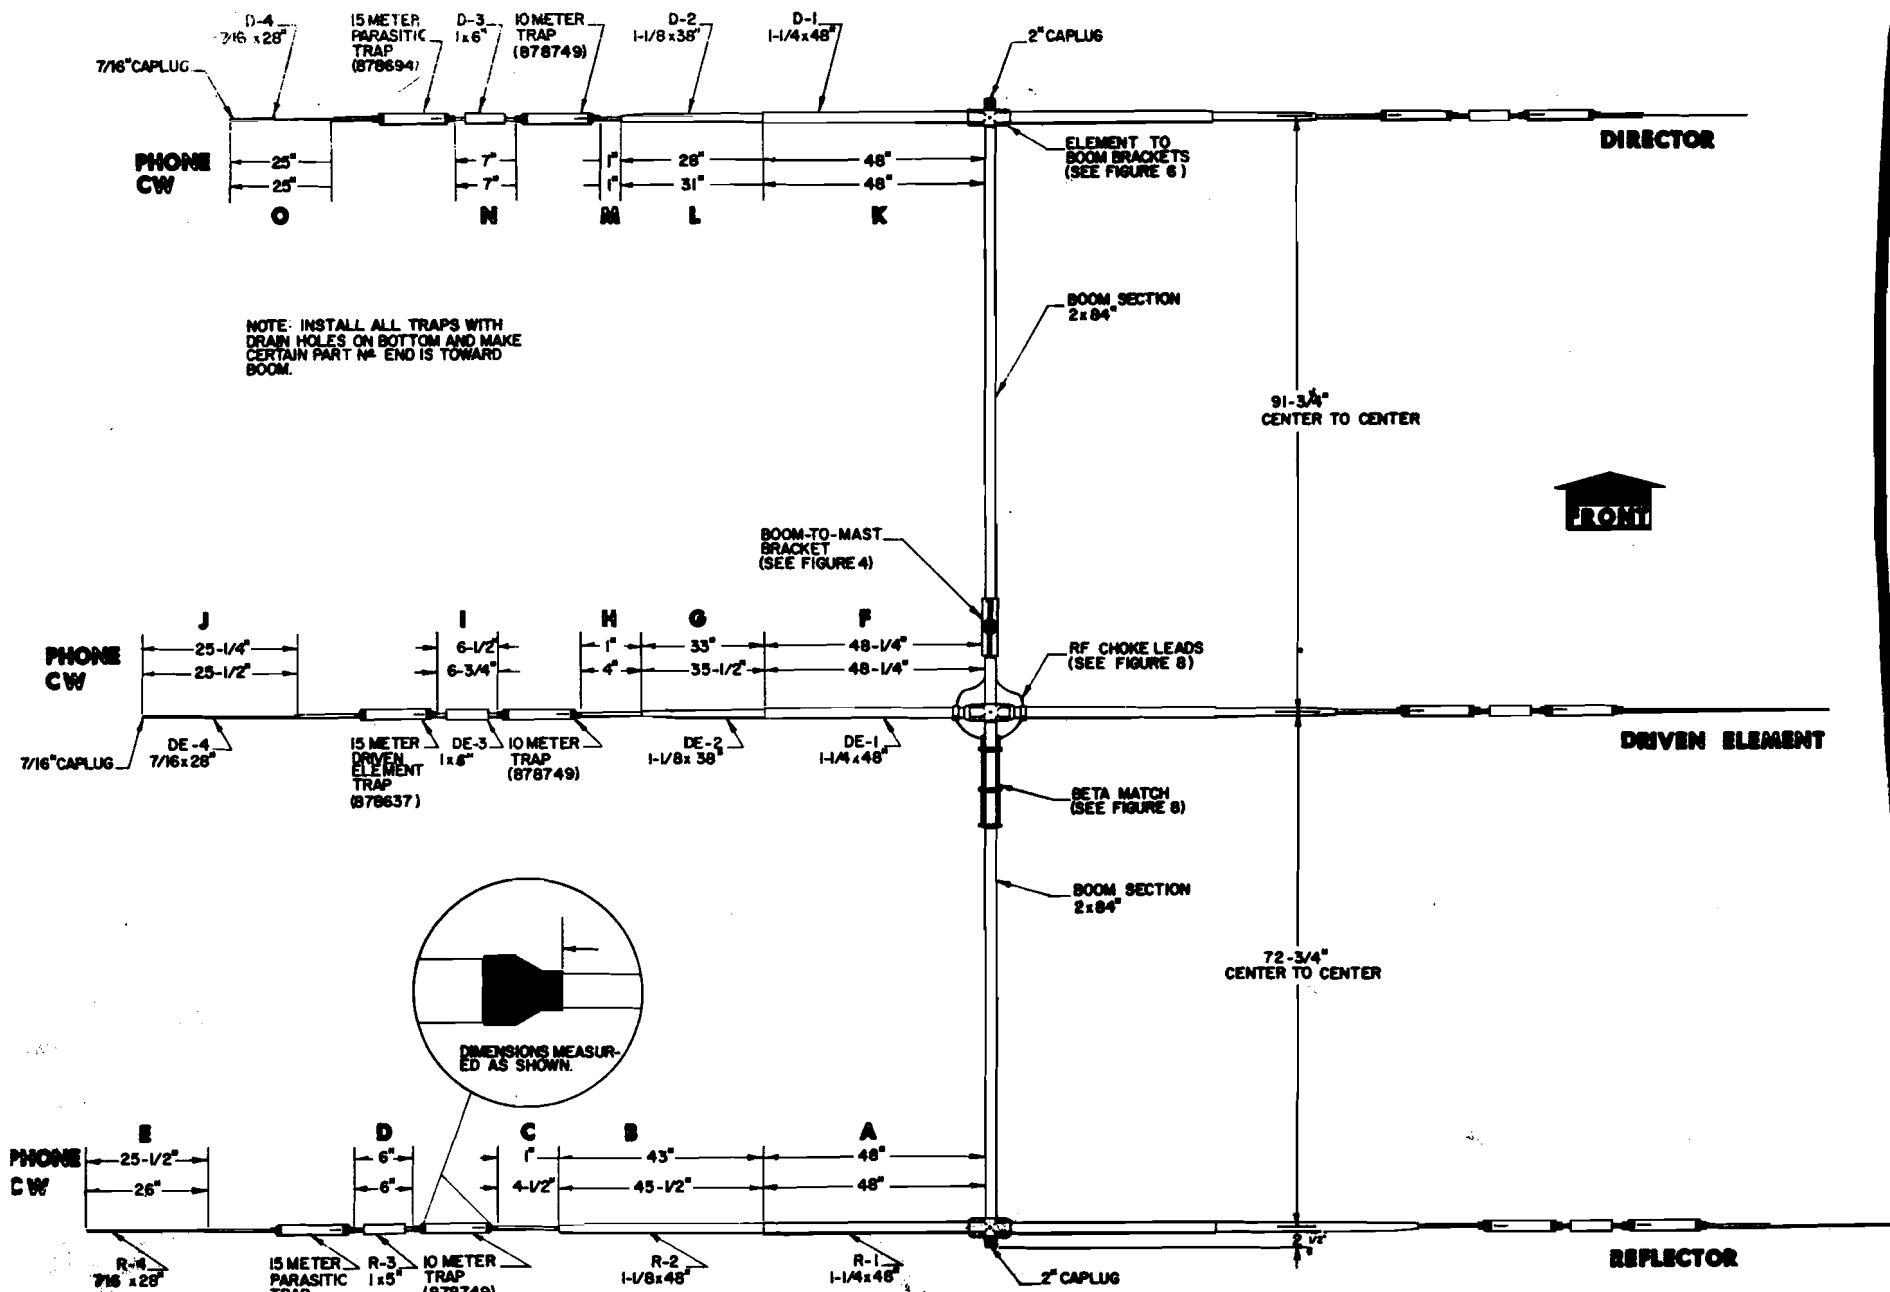 D-4
7/16 x 28"
15 METER
PARASITIC
TRAP
(878694)
D-3
1x6"
10 METER
TRAP
(878749)
D-2
1-1/8 x 38"
D-1
1-1/4 x 48"
2" CAPLUG
7/16" CAPLUG
PHONE 25" 7" 1" 28" 48"
CW 25" 7" 1" 31" 48"
O N M L K
ELEMENT TO
BOOM BRACKETS
(SEE FIGURE 6)
DIRECTOR
NOTE: INSTALL ALL TRAPS WITH
DRAIN HOLES ON BOTTOM AND MAKE
CERTAIN PART Nº END IS TOWARD
BOOM.
BOOM SECTION
2x84"
91-3/4"
CENTER TO CENTER
FRONT
BOOM-TO-MAST
BRACKET
(SEE FIGURE 4)
J I H G F
PHONE 25-1/4" 6-1/2" 1" 33" 48-1/4"
CW 25-1/2" 6-3/4" 4" 35-1/2" 48-1/4"
RF CHOKE LEADS
(SEE FIGURE 8)
7/16" CAPLUG
DE-4
7/16 x 28"
15 METER
DRIVEN
ELEMENT
TRAP
(878637)
DE-3
1x6"
10 METER
TRAP
(878749)
DE-2
1-1/8 x 38"
DE-1
1-1/4 x 48"
DRIVEN ELEMENT
BETA MATCH
(SEE FIGURE 8)
BOOM SECTION
2x84"
72-3/4"
CENTER TO CENTER
DIMENSIONS MEASUR-
ED AS SHOWN.
E D C B A
PHONE 25-1/2" 6" 1" 43" 48"
CW 26" 6" 4-1/2" 45-1/2" 48"
R-4
7/16 x 28"
15 METER
PARASITIC
TRAP
R-3
1x5"
10 METER
TRAP
(878749)
R-2
1-1/8 x 48"
R-1
1-1/4 x 48"
2" CAPLUG
2 1/2"
REFLECTOR